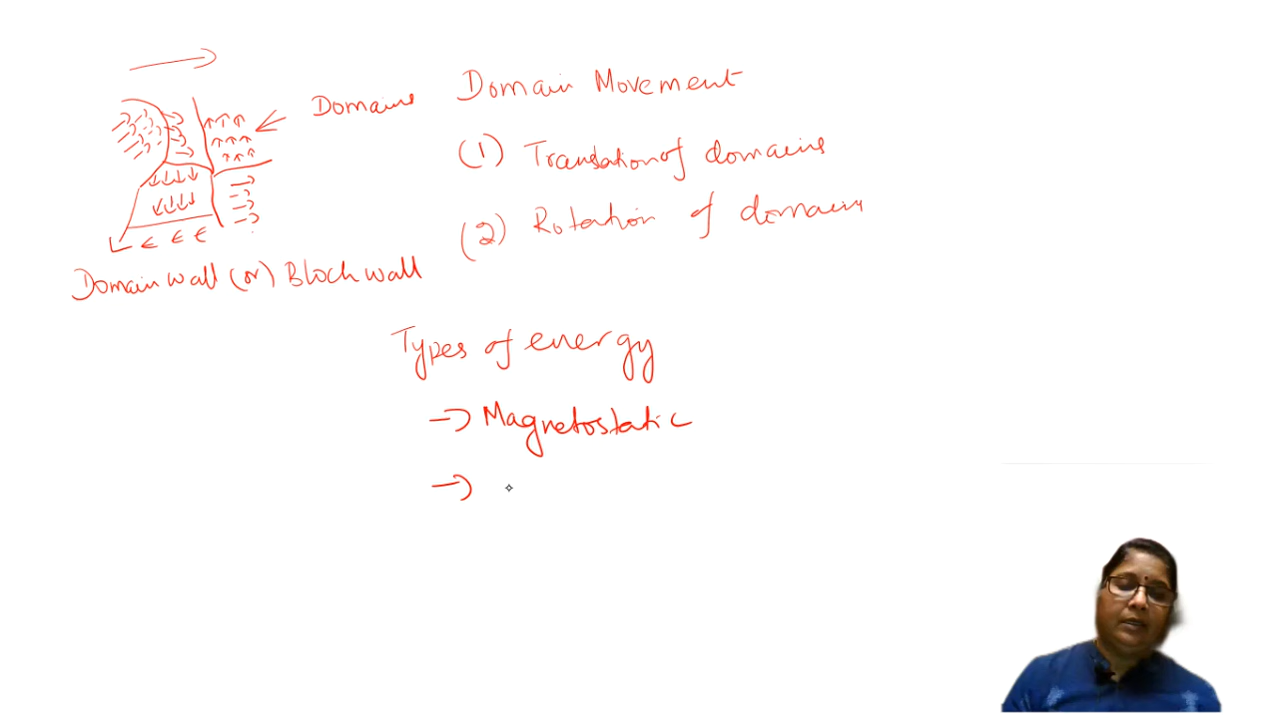 Domains
Domain wall (or) Bloch wall
Domain Movement
(1) Translation of domains
(2) Rotation of domains
Types of energy
→ Magnetostatic
→